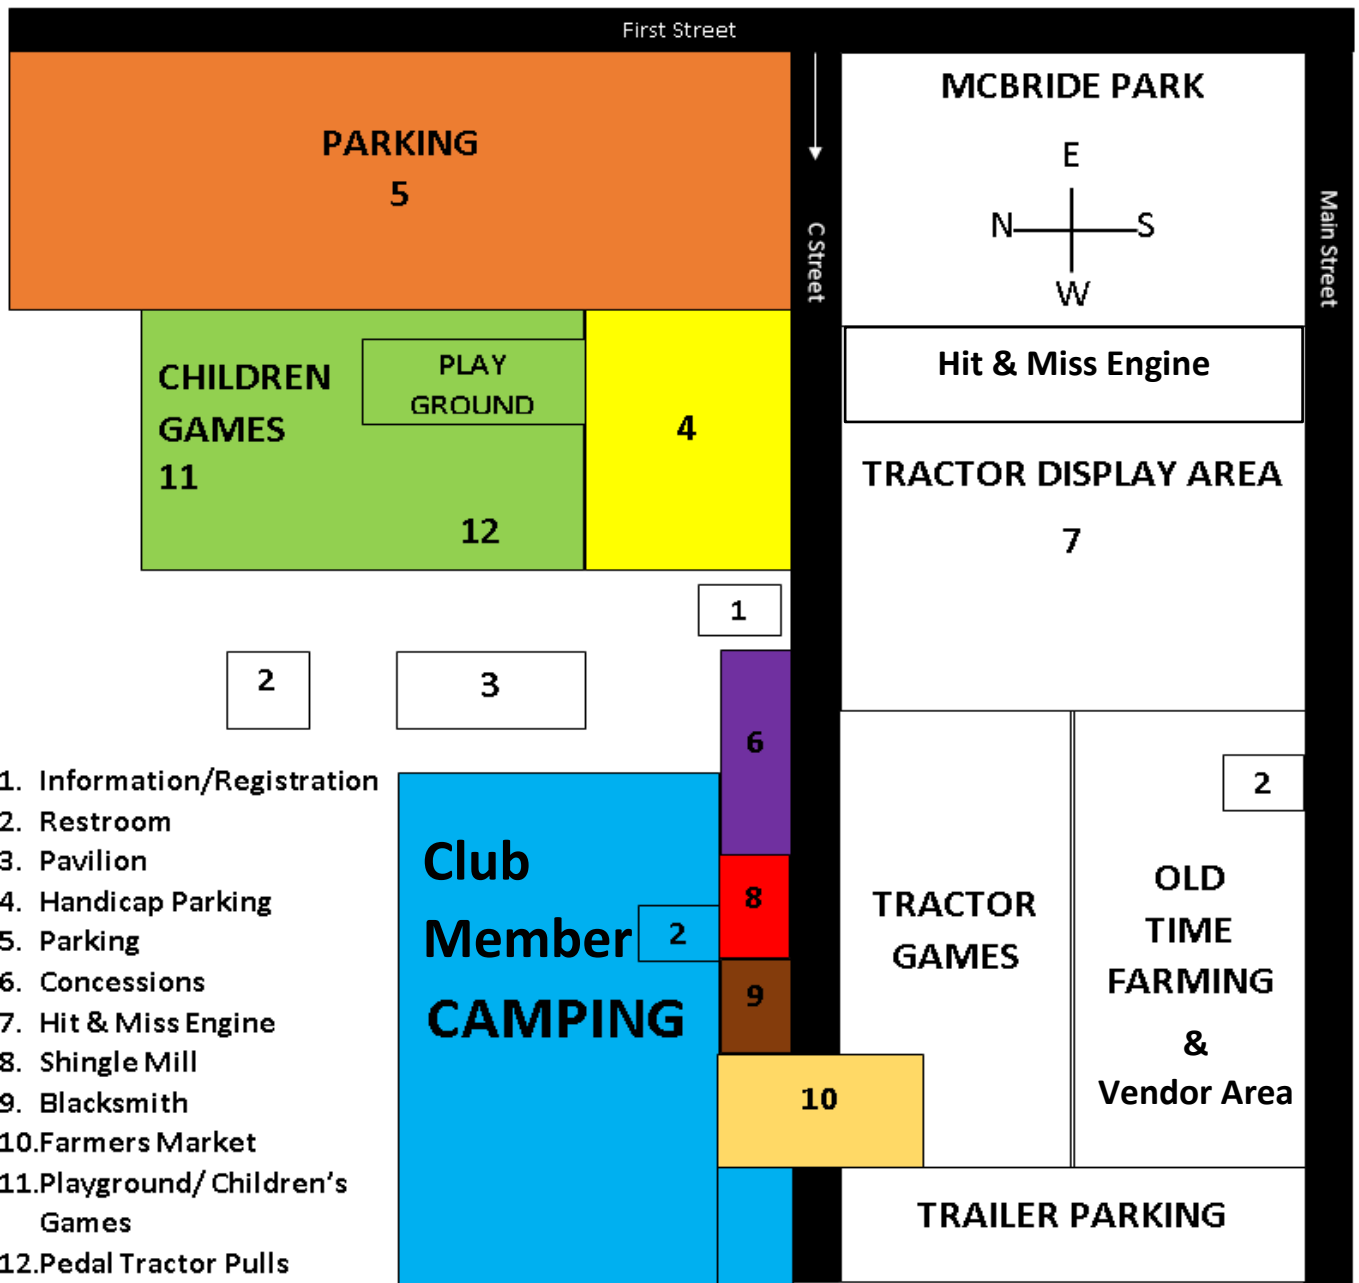 First Street
PARKING
5
C Street
MCBRIDE PARK
E
N S
W
Main Street
CHILDREN
GAMES
11
PLAY
GROUND
12
4
Hit & Miss Engine
TRACTOR DISPLAY AREA
7
1
2
3
6
1. Information/Registration
2. Restroom
3. Pavilion
4. Handicap Parking
5. Parking
6. Concessions
7. Hit & Miss Engine
8. Shingle Mill
9. Blacksmith
10.Farmers Market
11.Playground/ Children's
Games
12.Pedal Tractor Pulls
Club
Member
CAMPING
2
8
9
10
TRACTOR
GAMES
2
OLD
TIME
FARMING
&
Vendor Area
TRAILER PARKING